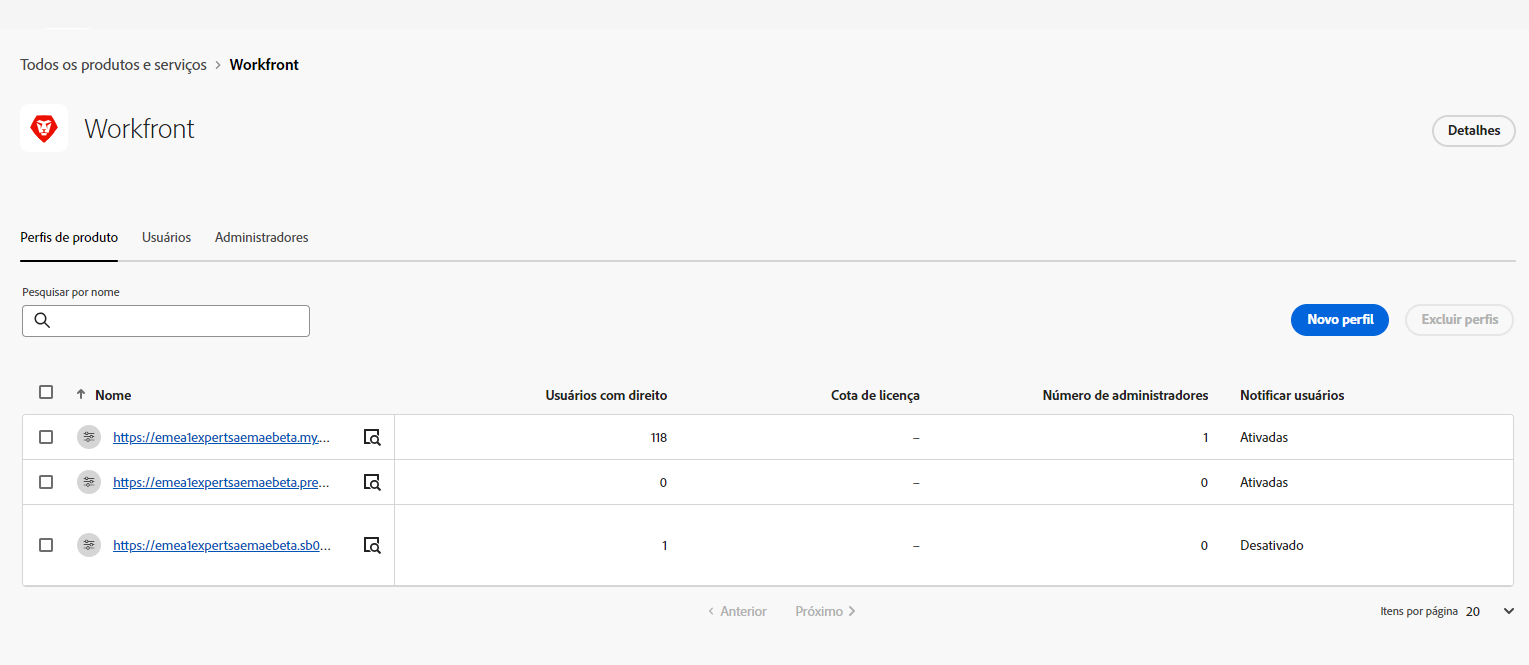 Todos os produtos e serviços > Workfront
Workfront
Detalhes
Perfis de produto Usuários Administradores
Pesquisar por nome
Novo perfil Excluir perfis
Nome Usuários com direito Cota de licença Número de administradores Notificar usuários
https://emea1expertsaemaebeta.my.... 118 – 1 Ativadas
https://emea1expertsaemaebeta.pre... 0 – 0 Ativadas
https://emea1expertsaemaebeta.sb0... 1 – 0 Desativado
< Anterior Próximo > Itens por página 20